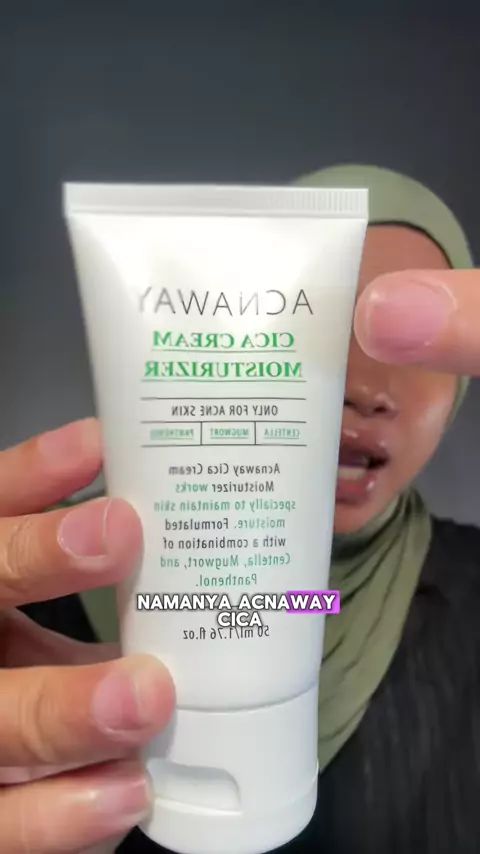 ACNAWAY
CICA CREAM
MOISTURIZER
ONLY FOR ACNE SKIN
CENTELLA MUGWORT PANTHENOL
Acnaway Cica Cream
Moisturizer works
specially to maintain skin
moisture. Formulated
with a combination of
Centella, Mugwort, and
Panthenol.
NAMANYA ACNAWAY
CICA
50 ml/1.76 fl.oz